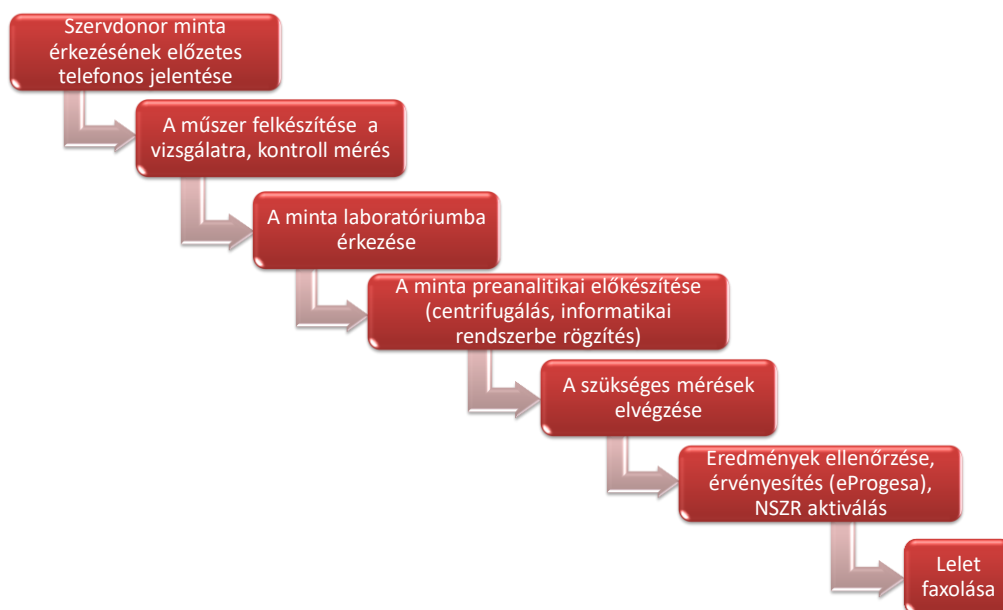 Szervdonor minta
érkezésének előzetes
telefonos jelentése
A műszer felkészítése a
vizsgálatra, kontroll mérés
A minta laboratóriumba
érkezése
A minta preanalitikai előkészítése
(centrifugálás, informatikai
rendszerbe rögzítés)
A szükséges mérések
elvégzése
Eredmények ellenőrzése,
érvényesítés (eProgesa),
NSZR aktiválás
Lelet
faxolása